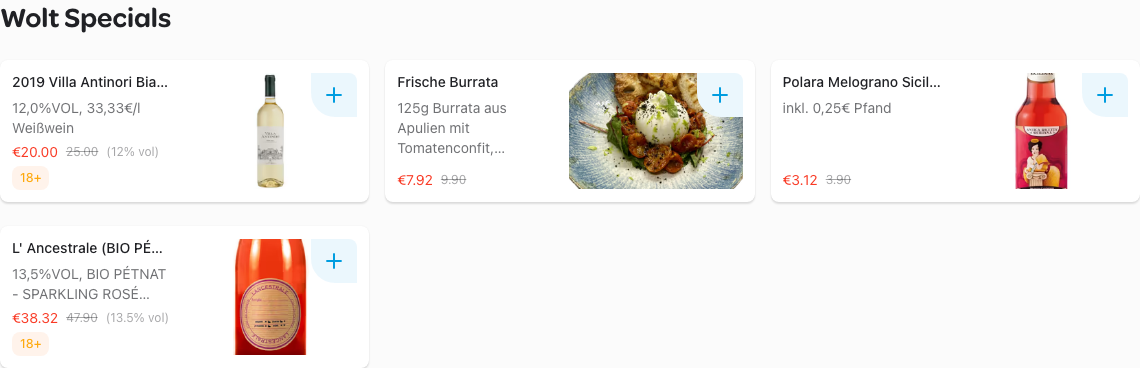 Wolt Specials
2019 Villa Antinori Bia...
12,0%VOL, 33,33€/l
Weißwein
€20.00 25.00 (12% vol)
18+
Frische Burrata
125g Burrata aus
Apulien mit
Tomatenconfit,...
€7.92 9.90
Polara Melograno Sicil...
inkl. 0,25€ Pfand
€3.12 3.90
L' Ancestrale (BIO PÉ...
13,5%VOL, BIO PÉTNAT
- SPARKLING ROSÉ...
€38.32 47.90 (13.5% vol)
18+
L'ANCESTRALE